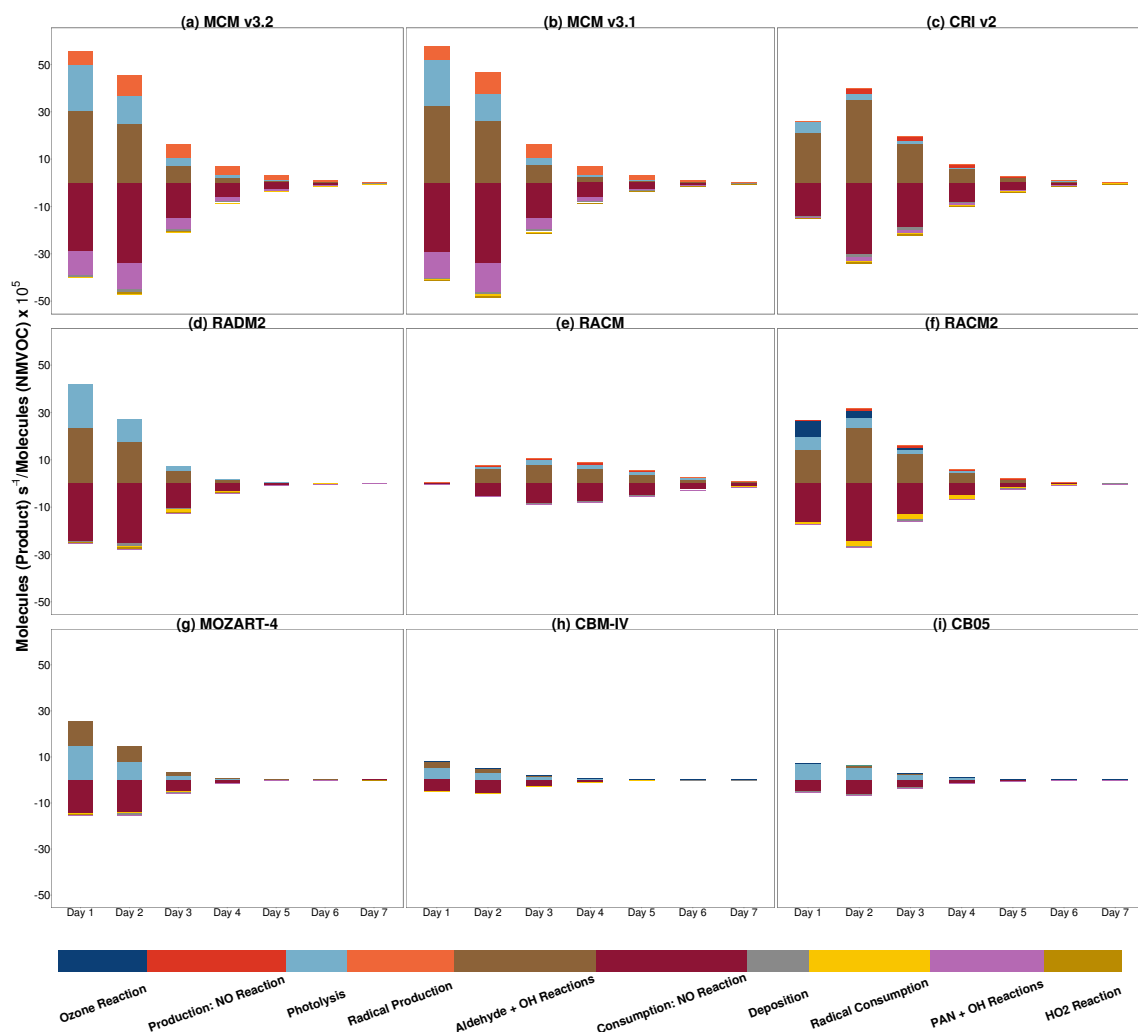 (a) MCM v3.2
(b) MCM v3.1
(c) CRI v2
50
30
10
-10
-30
-50
(d) RADM2
(e) RACM
(f) RACM2
50
30
10
-10
-30
-50
(g) MOZART-4
(h) CBM-IV
(i) CB05
50
30
10
-10
-30
-50
Molecules (Product) s⁻¹/Molecules (NMVOC) x 10⁵
Day 1 Day 2 Day 3 Day 4 Day 5 Day 6 Day 7
Day 1 Day 2 Day 3 Day 4 Day 5 Day 6 Day 7
Day 1 Day 2 Day 3 Day 4 Day 5 Day 6 Day 7
Ozone Reaction
Production: NO Reaction
Photolysis
Radical Production
Aldehyde + OH Reactions
Consumption: NO Reaction
Deposition
Radical Consumption
PAN + OH Reactions
HO2 Reaction